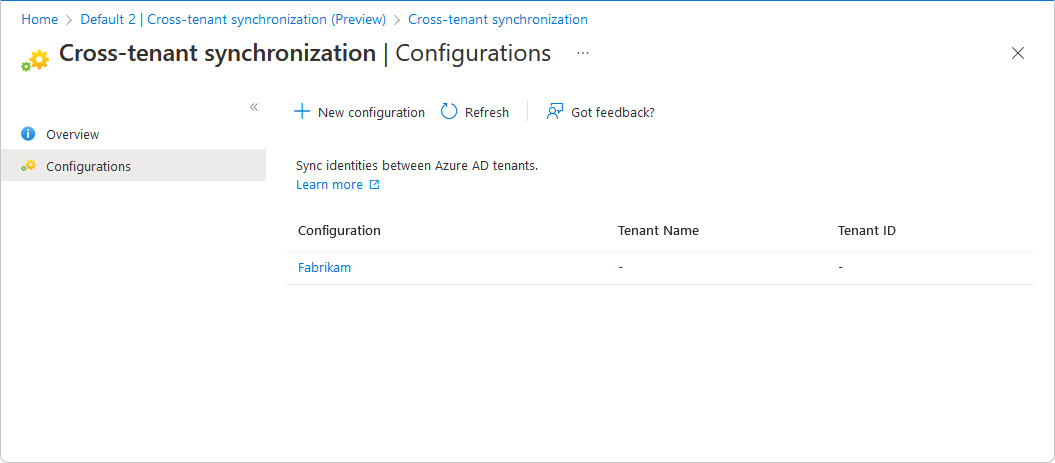 Home > Default 2 | Cross-tenant synchronization (Preview) > Cross-tenant synchronization
Cross-tenant synchronization | Configurations ...
«
Overview
Configurations
New configuration Refresh Got feedback?
Sync identities between Azure AD tenants.
Learn more
Configuration Tenant Name Tenant ID
Fabrikam - -